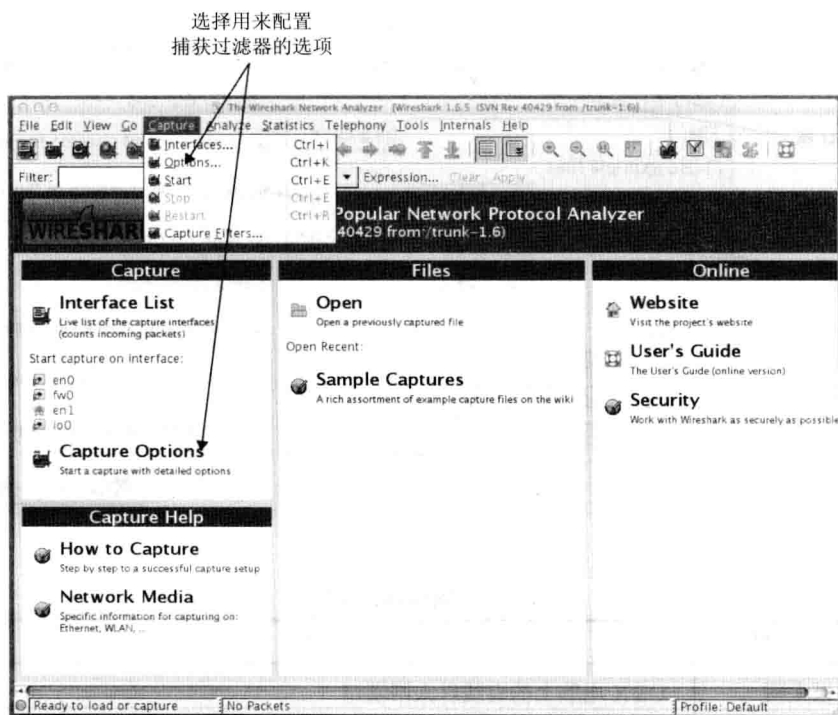 选择用来配置
捕获过滤器的选项
The Wireshark Network Analyzer [Wireshark 1.6.5 (SVN Rev 40429 from /trunk-1.6)]
File Edit View Go Capture Analyze Statistics Telephony Tools Internals Help
Interfaces... Ctrl+I
Options... Ctrl+K
Start Ctrl+E
Stop Ctrl+E
Restart Ctrl+R
Capture Filters...
Filter: Expression... Clear Apply
WIRESHAR
Popular Network Protocol Analyzer
40429 from /trunk-1.6)
Capture
Interface List
Live list of the capture interfaces
(counts incoming packets)
Start capture on interface:
en0
fw0
en1
lo0
Capture Options
Start a capture with detailed options
Capture Help
How to Capture
Step by step to a successful capture setup
Network Media
Specific information for capturing on:
Ethernet, WLAN, ...
Files
Open
Open a previously captured file
Open Recent:
Sample Captures
A rich assortment of example capture files on the wiki
Online
Website
Visit the project's website
User's Guide
The User's Guide (online version)
Security
Work with Wireshark as securely as possible
Ready to load or capture
No Packets
Profile: Default